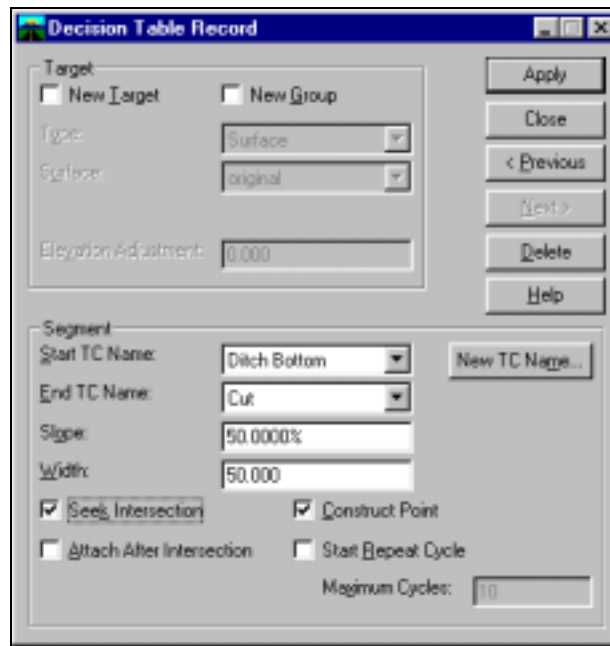 Decision Table Record
Target
New Target
New Group
Type: Surface
Surface: original
Elevation Adjustment: 0.000
Apply
Close
< Previous
Next >
Delete
Help
Segment
Start TC Name: Ditch Bottom
New TC Name...
End TC Name: Cut
Slope: 50.0000%
Width: 50.000
Seek Intersection
Construct Point
Attach After Intersection
Start Repeat Cycle
Maximum Cycles: 10